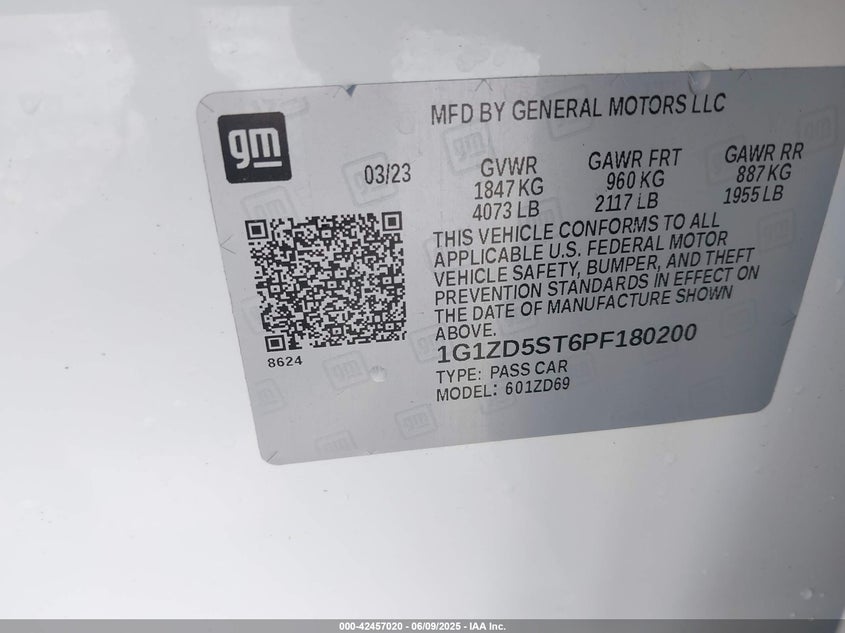 MFD BY GENERAL MOTORS LLC
gm
03/23
GVWR GAWR FRT GAWR RR
1847 KG 960 KG 887 KG
4073 LB 2117 LB 1955 LB
THIS VEHICLE CONFORMS TO ALL
APPLICABLE U.S. FEDERAL MOTOR
VEHICLE SAFETY, BUMPER, AND THEFT
PREVENTION STANDARDS IN EFFECT ON
THE DATE OF MANUFACTURE SHOWN
ABOVE.
8624
1G1ZD5ST6PF180200
TYPE: PASS CAR
MODEL: 601ZD69
000-42457020 - 06/09/2025 - IAA Inc.